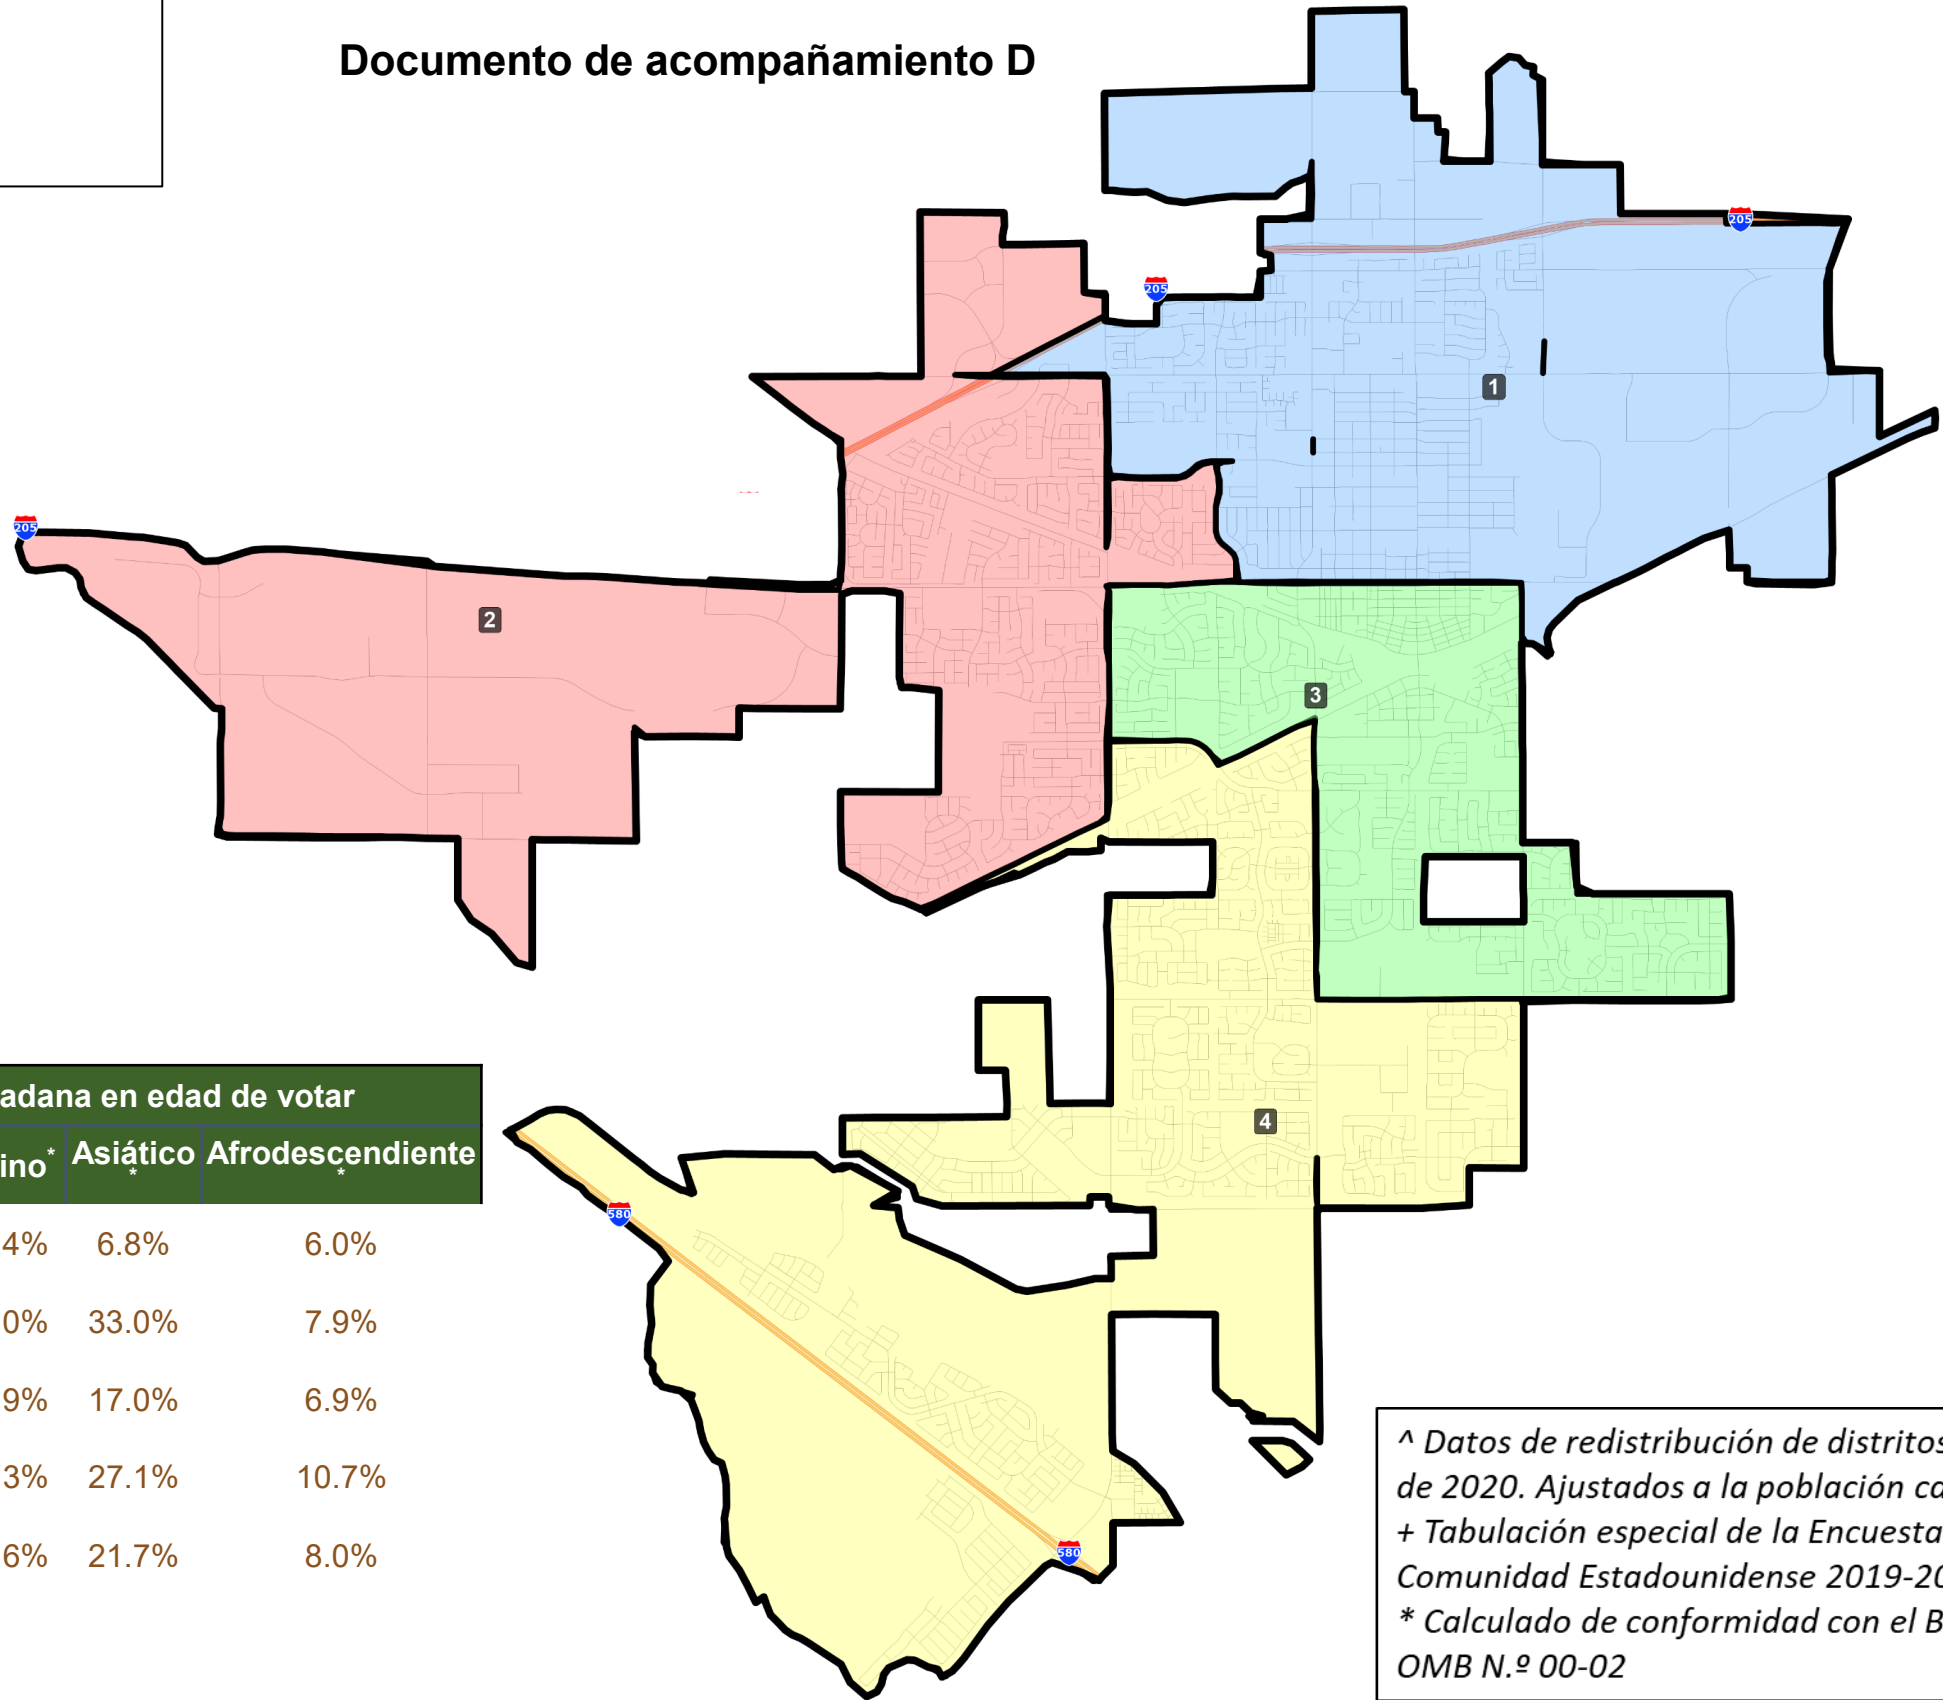 Documento de acompañamiento D
205
205
1
205
2
3
4
adana en edad de votar
ino* Asiático * Afrodescendiente *
4% 6.8% 6.0%
0% 33.0% 7.9%
9% 17.0% 6.9%
3% 27.1% 10.7%
6% 21.7% 8.0%
580
580
^ Datos de redistribución de distritos
de 2020. Ajustados a la población ca
+ Tabulación especial de la Encuesta
Comunidad Estadounidense 2019-20
* Calculado de conformidad con el B
OMB N.º 00-02